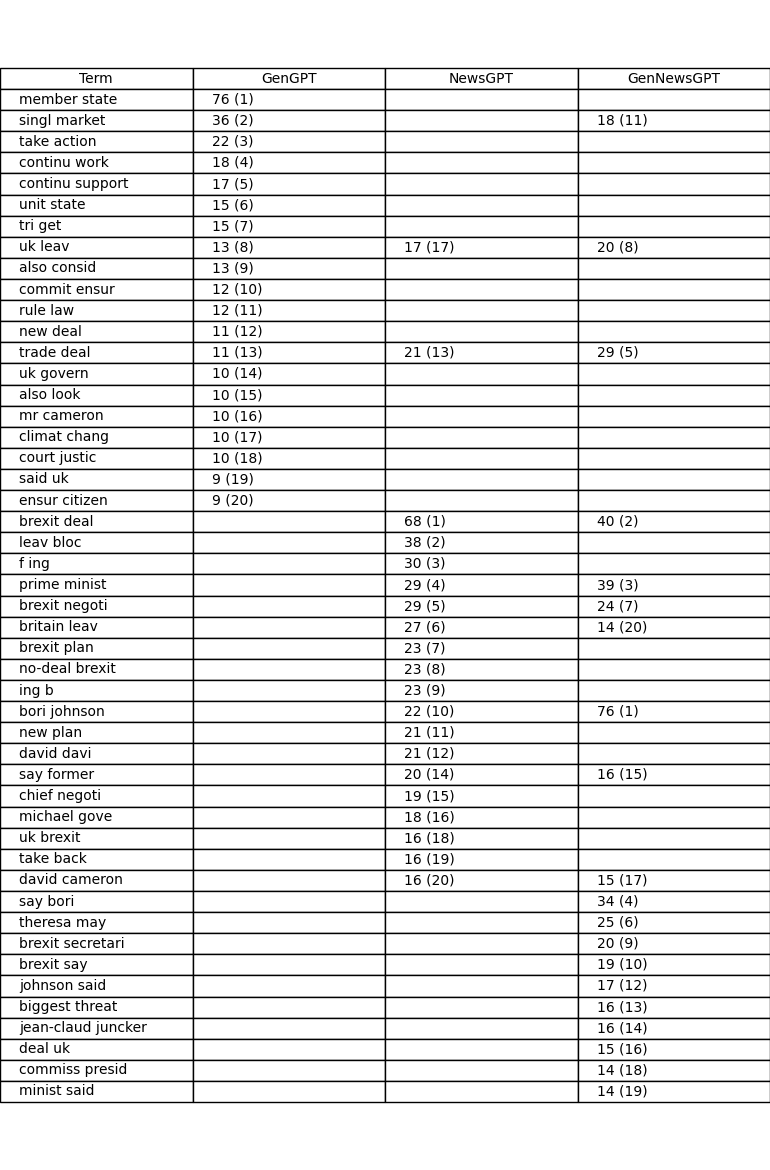 Term GenGPT NewsGPT GenNewsGPT
member state 76 (1)
singl market 36 (2) 18 (11)
take action 22 (3)
continu work 18 (4)
continu support 17 (5)
unit state 15 (6)
tri get 15 (7)
uk leav 13 (8) 17 (17) 20 (8)
also consid 13 (9)
commit ensur 12 (10)
rule law 12 (11)
new deal 11 (12)
trade deal 11 (13) 21 (13) 29 (5)
uk govern 10 (14)
also look 10 (15)
mr cameron 10 (16)
climat chang 10 (17)
court justic 10 (18)
said uk 9 (19)
ensur citizen 9 (20)
brexit deal 68 (1) 40 (2)
leav bloc 38 (2)
f ing 30 (3)
prime minist 29 (4) 39 (3)
brexit negoti 29 (5) 24 (7)
britain leav 27 (6) 14 (20)
brexit plan 23 (7)
no-deal brexit 23 (8)
ing b 23 (9)
bori johnson 22 (10) 76 (1)
new plan 21 (11)
david davi 21 (12)
say former 20 (14) 16 (15)
chief negoti 19 (15)
michael gove 18 (16)
uk brexit 16 (18)
take back 16 (19)
david cameron 16 (20) 15 (17)
say bori 34 (4)
theresa may 25 (6)
brexit secretari 20 (9)
brexit say 19 (10)
johnson said 17 (12)
biggest threat 16 (13)
jean-claud juncker 16 (14)
deal uk 15 (16)
commiss presid 14 (18)
minist said 14 (19)